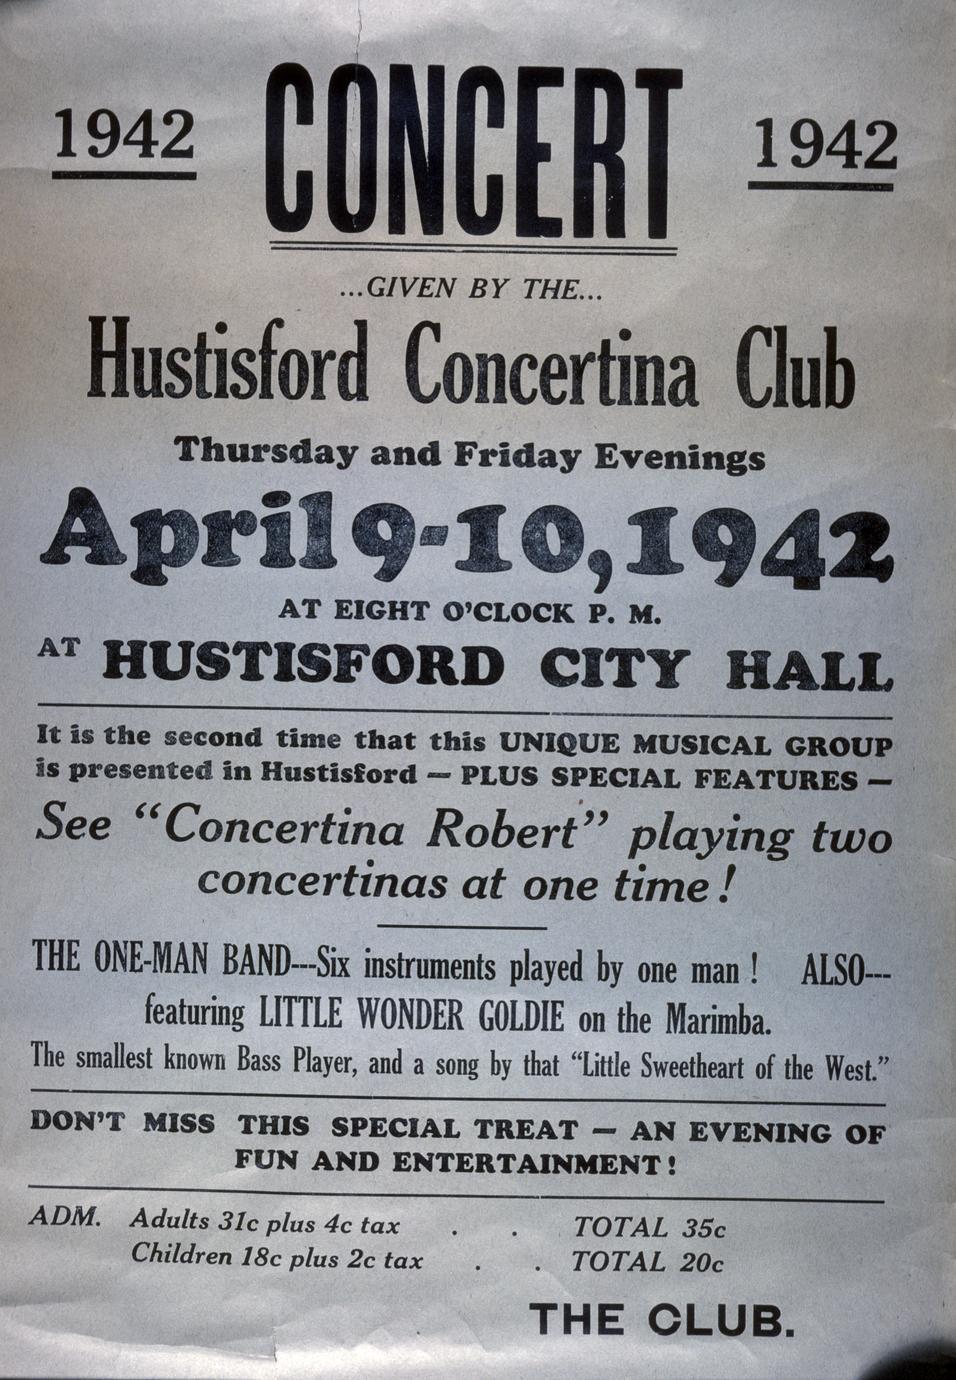 1942 CONCERT 1942
...GIVEN BY THE...
Hustisford Concertina Club
Thursday and Friday Evenings
April 9-10, 1942
AT EIGHT O'CLOCK P. M.
AT HUSTISFORD CITY HALL
It is the second time that this UNIQUE MUSICAL GROUP
is presented in Hustisford — PLUS SPECIAL FEATURES —
See “Concertina Robert” playing two
concertinas at one time!
THE ONE-MAN BAND---Six instruments played by one man! ALSO---
featuring LITTLE WONDER GOLDIE on the Marimba.
The smallest known Bass Player, and a song by that “Little Sweetheart of the West.”
DON'T MISS THIS SPECIAL TREAT — AN EVENING OF
FUN AND ENTERTAINMENT!
ADM. Adults 31c plus 4c tax . . TOTAL 35c
Children 18c plus 2c tax . . TOTAL 20c
THE CLUB.